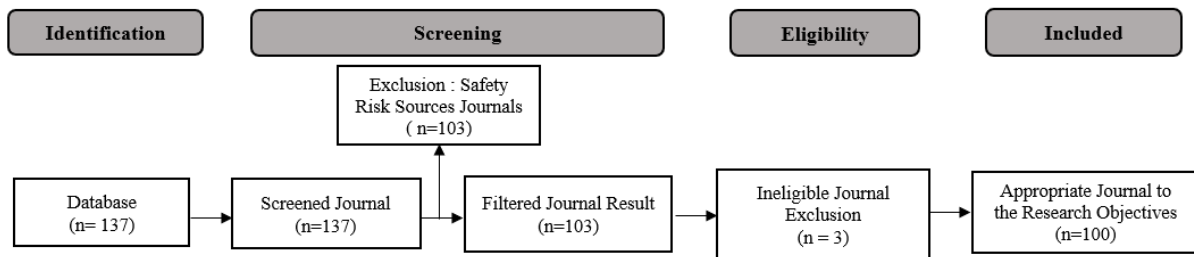 Identification
Screening
Eligibility
Included
Exclusion : Safety
Risk Sources Journals
( n=103)
Database
(n= 137)
Screened Journal
(n=137)
Filtered Journal Result
(n=103)
Ineligible Journal
Exclusion
(n = 3)
Appropriate Journal to
the Research Objectives
(n=100)